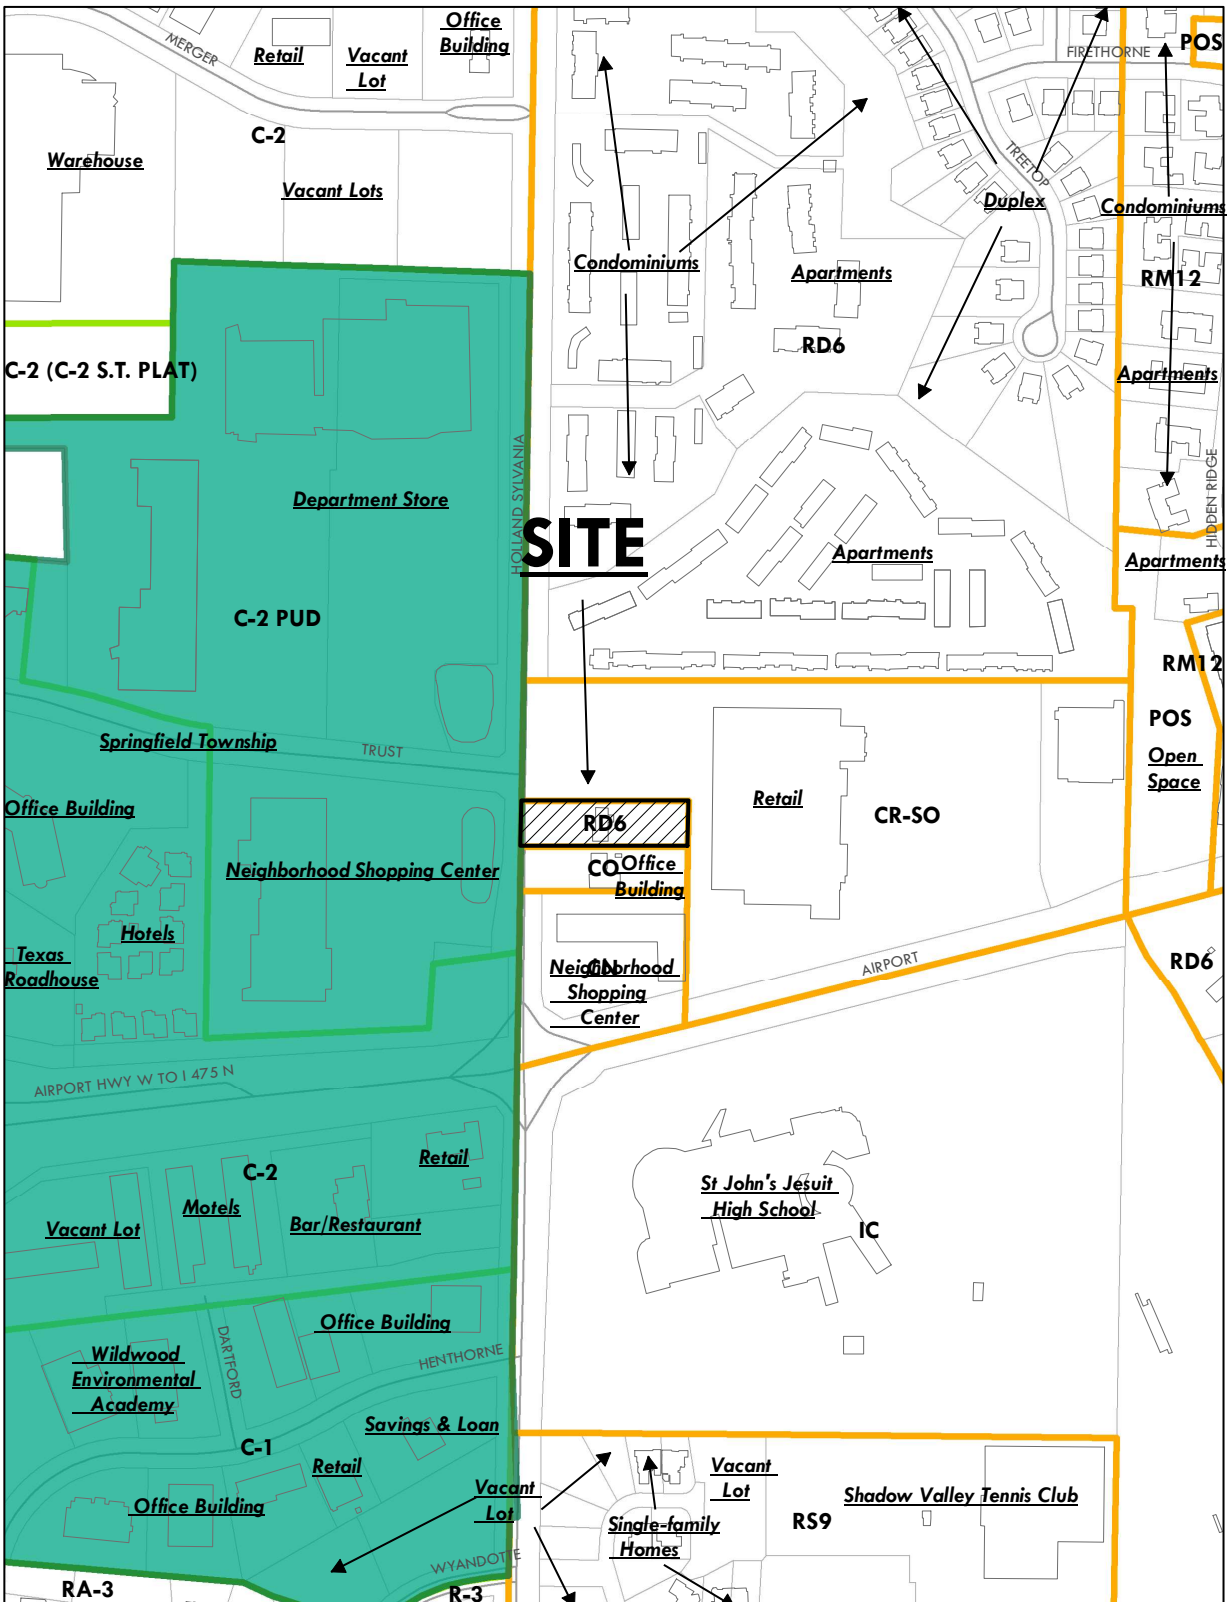 Office
Building
MERGER
Retail
Vacant
Lot
C-2
Warehouse
Vacant Lots
FIRETHORNE
POS
TREETOP
Duplex
Condominiums
Condominiums
Apartments
RM12
RD6
Apartments
C-2 (C-2 S.T. PLAT)
HOLLAND SYLVANIA
HIDDEN RIDGE
Department Store
SITE
Apartments
Apartments
C-2 PUD
RM12
POS
Open
Space
Springfield Township
TRUST
Office Building
Retail
CR-SO
RD6
Neighborhood Shopping Center
CO
Office
Building
Hotels
Texas
Roadhouse
CN
Neighborhood
Shopping
Center
AIRPORT
RD6
AIRPORT HWY W TO I 475 N
C-2
Retail
Motels
Vacant Lot
Bar/Restaurant
St John's Jesuit
High School
IC
Office Building
DARTFORD
HENTHORNE
Wildwood
Environmental
Academy
Savings & Loan
C-1
Retail
Office Building
Vacant
Lot
Vacant
Lot
Single-family
Homes
Shadow Valley Tennis Club
RS9
WYANDOTTE
RA-3
R-3